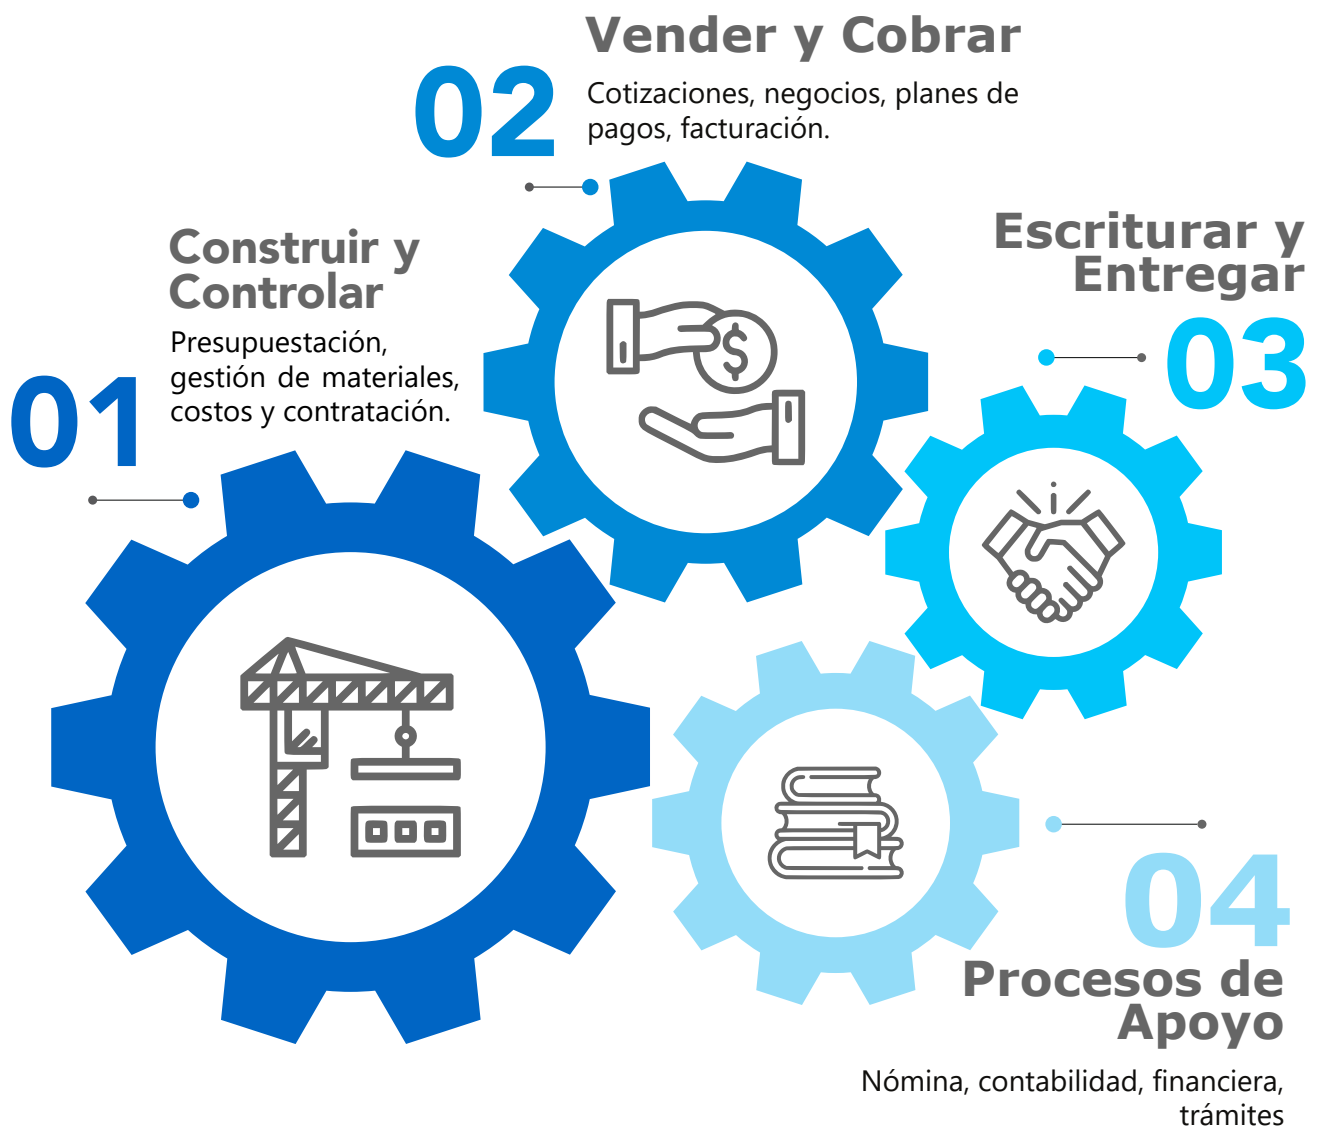 01
Construir y
Controlar
Presupuestación,
gestión de materiales,
costos y contratación.
02
Vender y Cobrar
Cotizaciones, negocios, planes de
pagos, facturación.
$
Escriturar y
Entregar
03
04
Procesos de
Apoyo
Nómina, contabilidad, financiera,
trámites